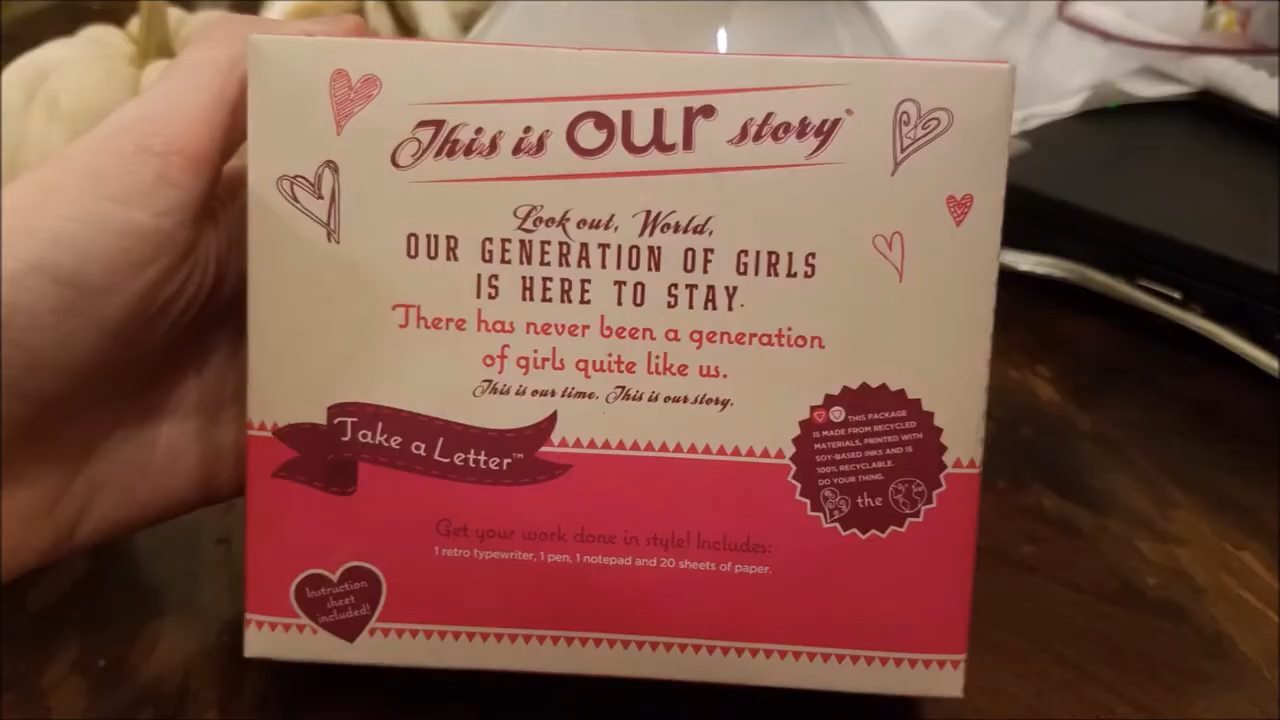 This is our story
Look out, World,
OUR GENERATION OF GIRLS
IS HERE TO STAY.
There has never been a generation
of girls quite like us.
This is our time. This is our story.
Take a Letter™
THIS PACKAGE
IS MADE FROM RECYCLED
MATERIALS, PRINTED WITH
SOY-BASED INKS AND IS
100% RECYCLABLE.
DO YOUR THING.
the
Get your work done in style! Includes:
1 retro typewriter, 1 pen, 1 notepad and 20 sheets of paper.
Instruction
sheet
included!